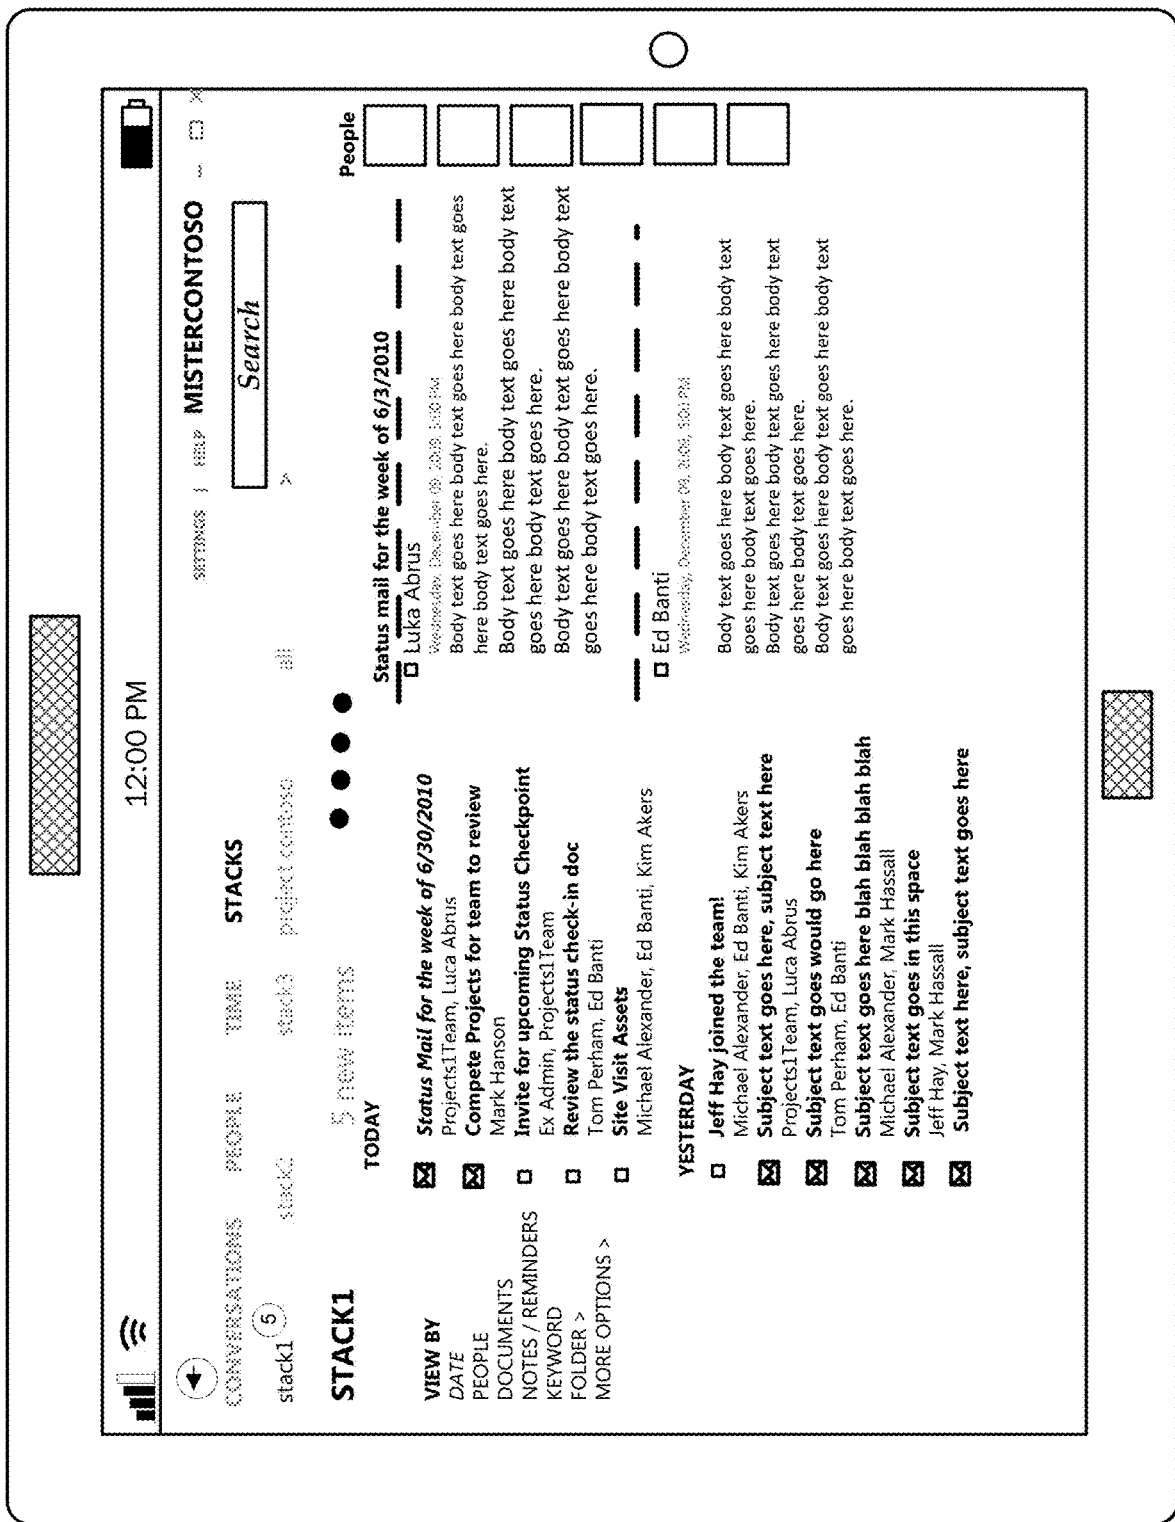 12:00 PM
SETTINGS | HELP MISTERCONTOSO
CONVERSATIONS PEOPLE TIME STACKS
Search
stack1 5 stack2 stack3 project contoso all >
STACK1
5 new items
People
TODAY
Status mail for the week of 6/3/2010
VIEW BY
DATE
PEOPLE
DOCUMENTS
NOTES / REMINDERS
KEYWORD
FOLDER >
MORE OPTIONS >
Status Mail for the week of 6/30/2010
Projects1Team, Luca Abrus
Compete Projects for team to review
Mark Hanson
Invite for upcoming Status Checkpoint
Ex Admin, Projects1Team
Review the status check-in doc
Tom Perham, Ed Banti
Site Visit Assets
Michael Alexander, Ed Banti, Kim Akers
YESTERDAY
Jeff Hay joined the team!
Michael Alexander, Ed Banti, Kim Akers
Subject text goes here, subject text here
Projects1Team, Luca Abrus
Subject text goes would go here
Tom Perham, Ed Banti
Subject text goes here blah blah blah blah
Michael Alexander, Mark Hassall
Subject text goes in this space
Jeff Hay, Mark Hassall
Subject text here, subject text goes here
Luka Abrus
Wednesday, December 09, 2009, PM
Body text goes here body text goes here body text goes
here body text goes here.
Body text goes here body text goes here body text
goes here body text goes here.
Body text goes here body text goes here body text
goes here body text goes here.
Ed Banti
Wednesday, December 09, 2009, 5:00 PM
Body text goes here body text goes here body text
goes here body text goes here.
Body text goes here body text goes here body text
goes here body text goes here.
Body text goes here body text goes here body text
goes here body text goes here.